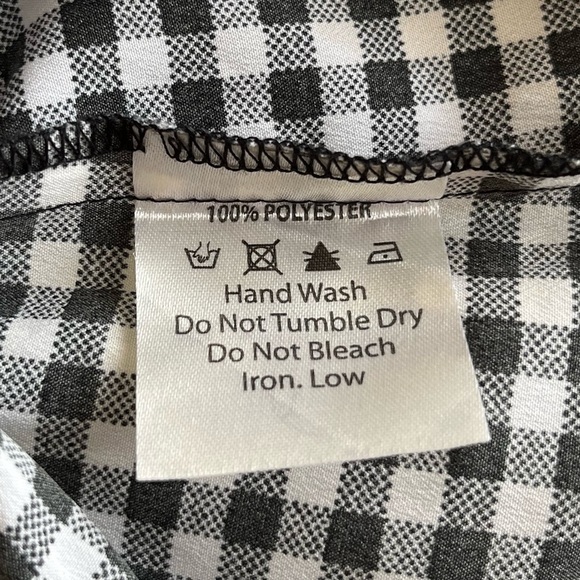 100% POLYESTER
Hand Wash
Do Not Tumble Dry
Do Not Bleach
Iron. Low